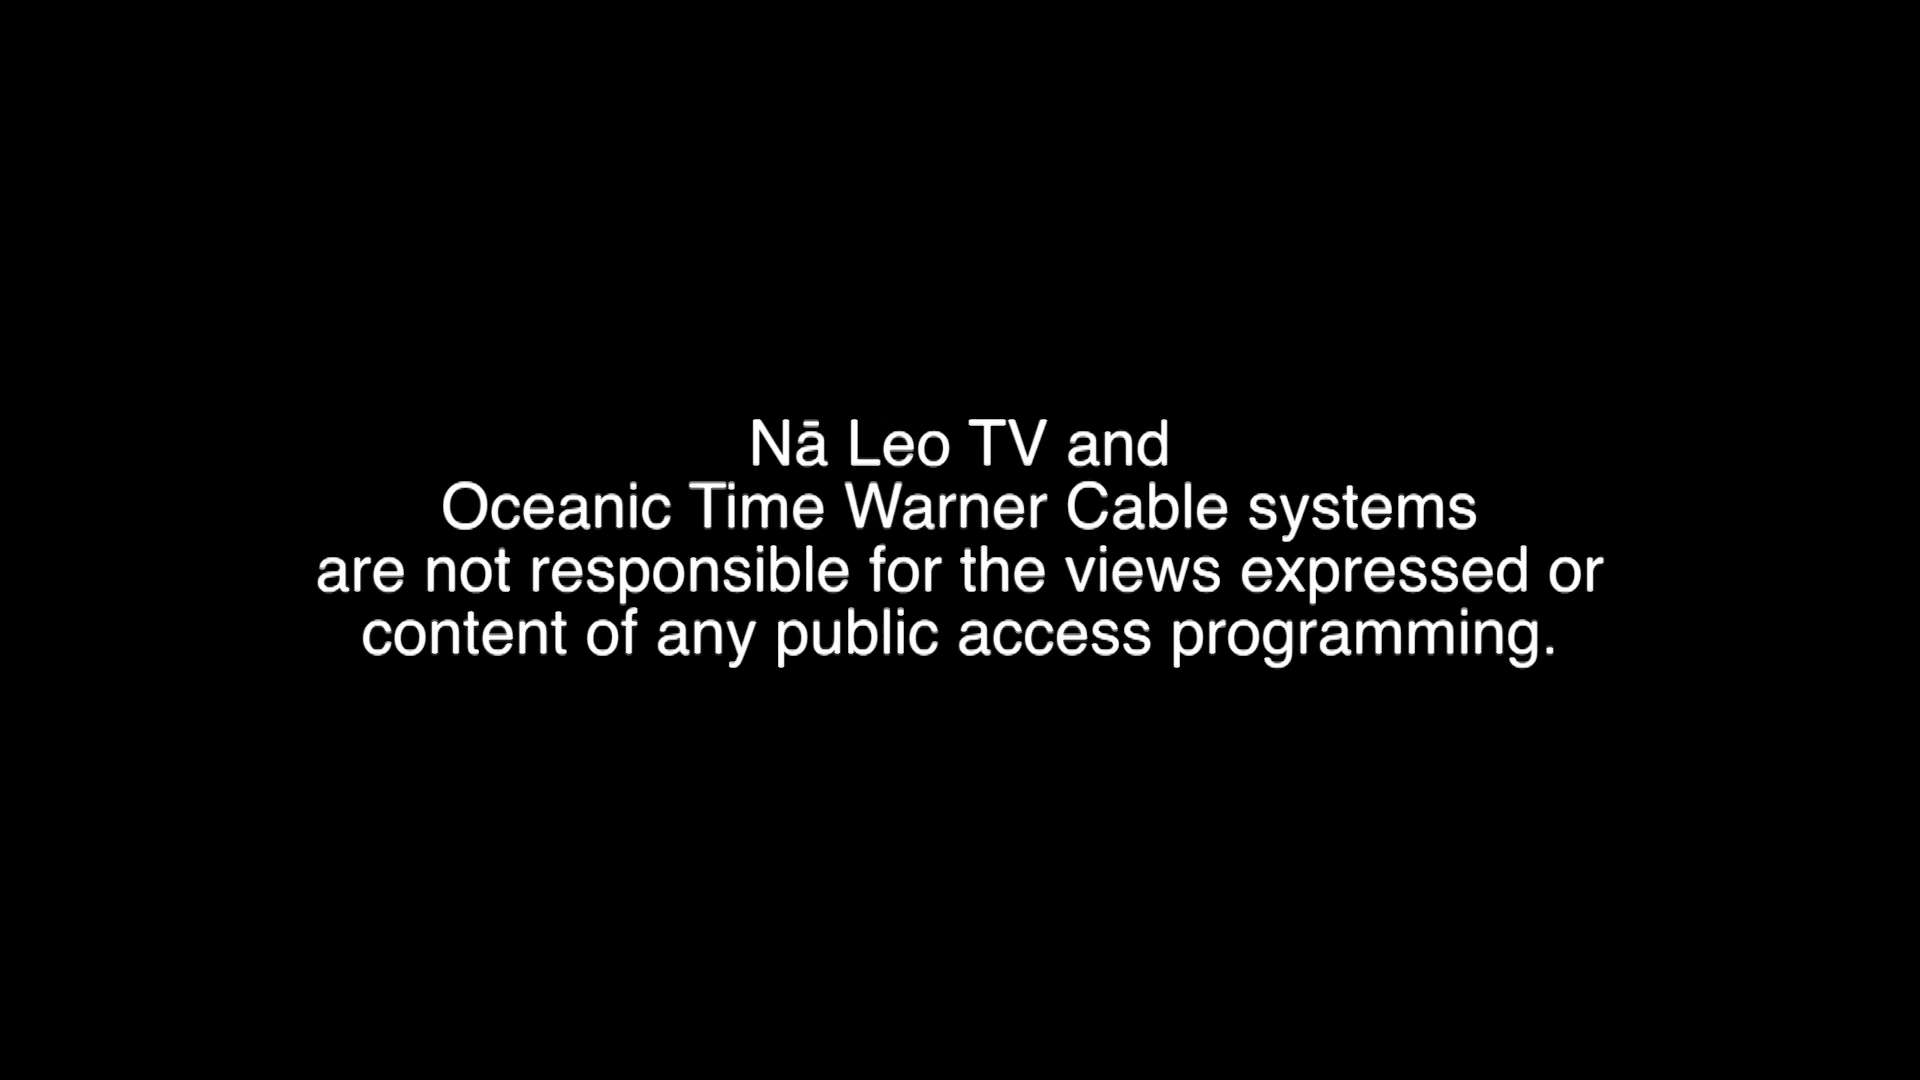 Nā Leo TV and
Oceanic Time Warner Cable systems
are not responsible for the views expressed or
content of any public access programming.